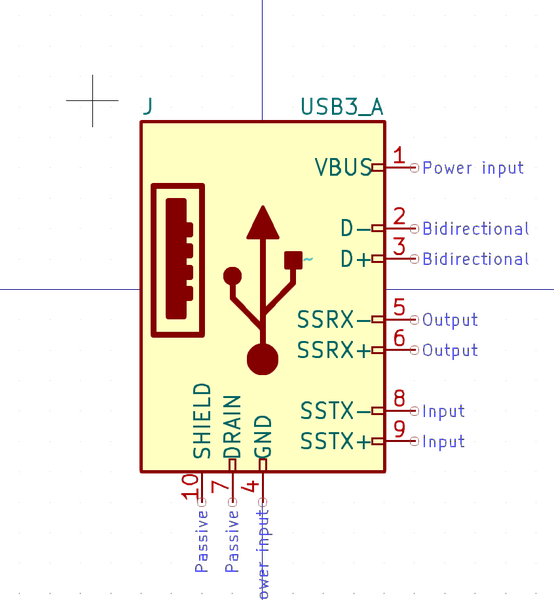 J USB3_A
VBUS 1 Power input
D- 2 Bidirectional
D+ 3 Bidirectional
~
SSRX- 5 Output
SSRX+ 6 Output
SSTX- 8 Input
SSTX+ 9 Input
SHIELD 10 Passive
DRAIN 7 Passive
GND 4 ower input